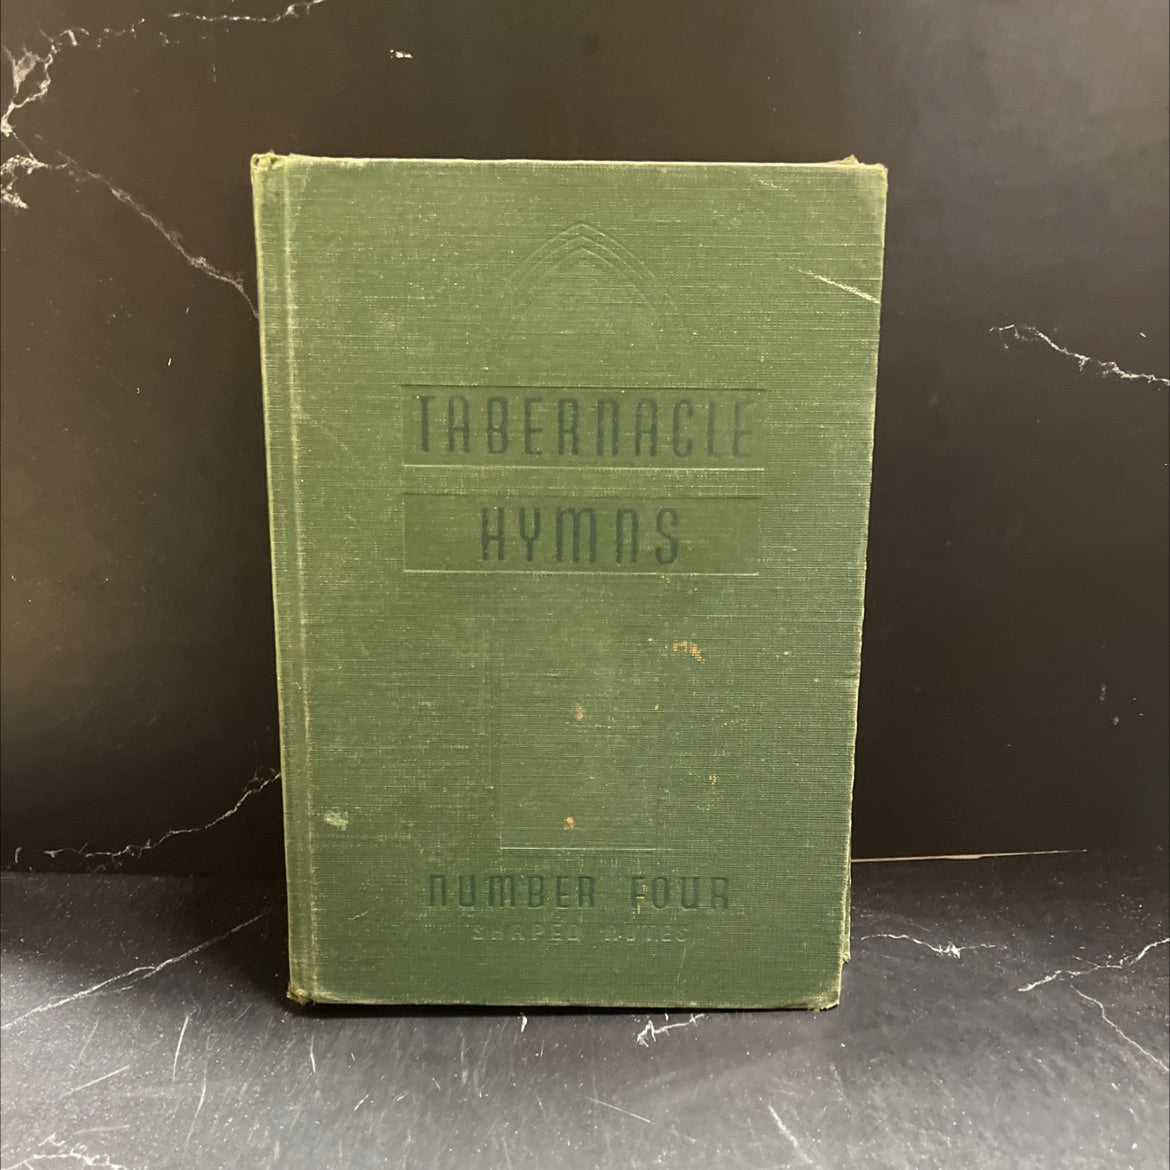 TABERNACLE
HYMNS
NUMBER FOUR
SHAPED NOTES